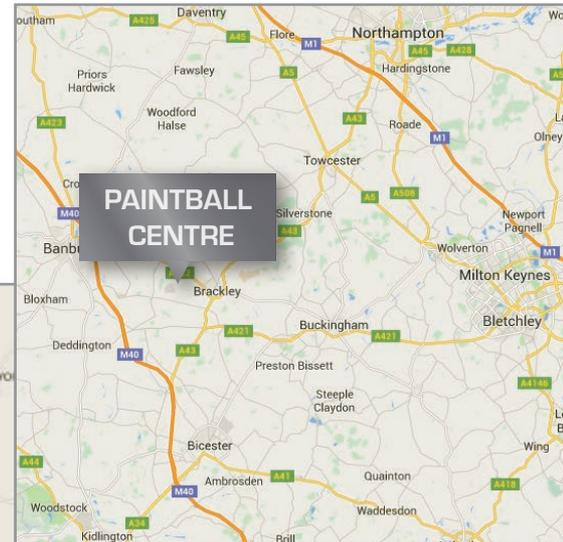 outham
Daventry
A425
A45
Flore
M1
Northampton
A45
A428
Hardingstone
A5
Priors
Hardwick
Fawsley
Woodford
Halse
A423
A43
Roade
M1
Olney
Towcester
A5
A508
PAINTBALL
CENTRE
M40
Silverstone
A43
Newport
Pagnell
Wolverton
M1
Milton Keynes
Brackley
Bloxham
A421
Buckingham
A421
Bletchley
Deddington
M40
A43
Preston Bissett
A4146
Steeple
Claydon
Bicester
Wing
A44
Ambrosden
A41
Quainton
A418
M40
Woodstock
Waddesdon
A34
Kidlington
Brill